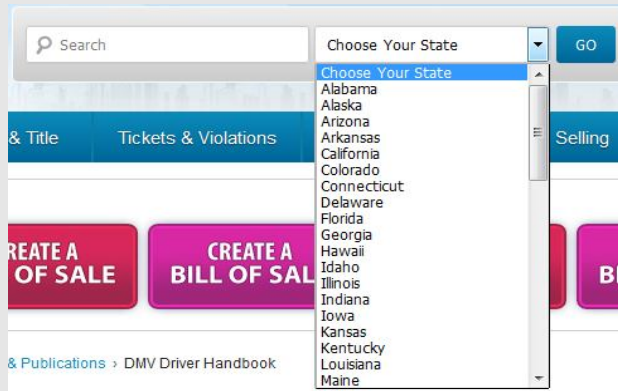 Search
Choose Your State
GO
Choose Your State
Alabama
Alaska
Arizona
Arkansas
California
Colorado
Connecticut
Delaware
Florida
Georgia
Hawaii
Idaho
Illinois
Indiana
Iowa
Kansas
Kentucky
Louisiana
Maine
& Title
Tickets & Violations
Selling
REATE A
OF SALE
CREATE A
BILL OF SAL
B
& Publications › DMV Driver Handbook